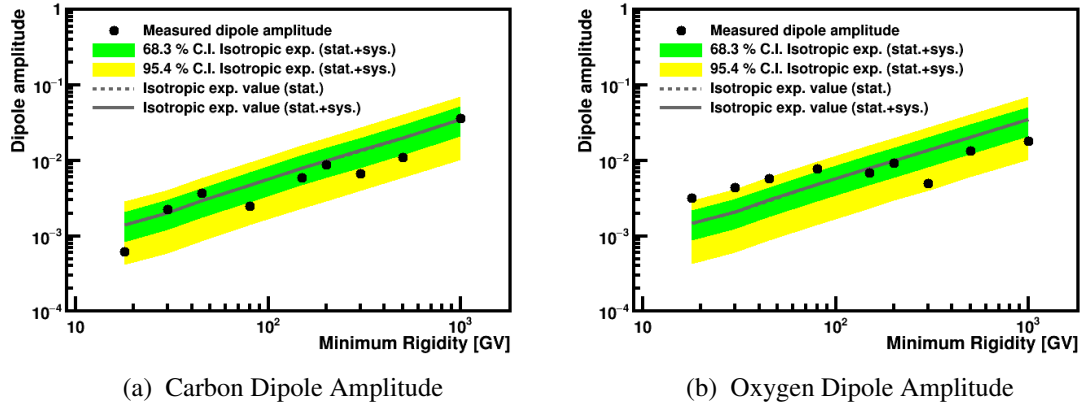 Dipole amplitude
1
10⁻¹
10⁻²
10⁻³
10⁻⁴
Measured dipole amplitude
68.3 % C.I. Isotropic exp. (stat.+sys.)
95.4 % C.I. Isotropic exp. (stat.+sys.)
Isotropic exp. value (stat.)
Isotropic exp. value (stat.+sys.)
10 10² 10³
Minimum Rigidity [GV]
(a) Carbon Dipole Amplitude
Dipole amplitude
1
10⁻¹
10⁻²
10⁻³
10⁻⁴
Measured dipole amplitude
68.3 % C.I. Isotropic exp. (stat.+sys.)
95.4 % C.I. Isotropic exp. (stat.+sys.)
Isotropic exp. value (stat.)
Isotropic exp. value (stat.+sys.)
10 10² 10³
Minimum Rigidity [GV]
(b) Oxygen Dipole Amplitude